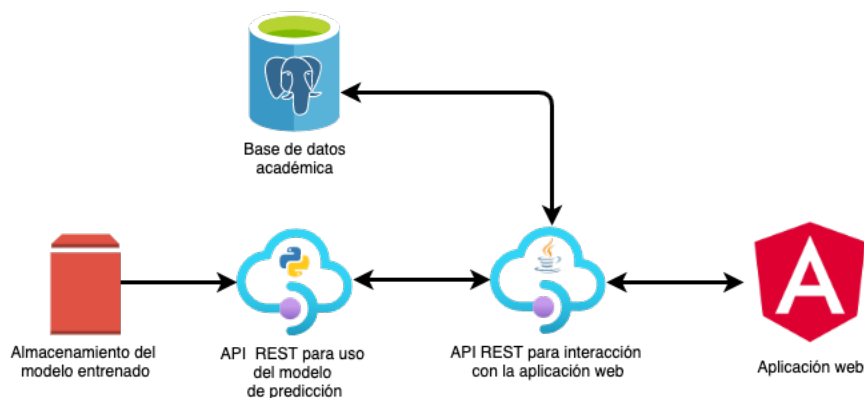 Base de datos
académica
Almacenamiento del
modelo entrenado
API REST para uso
del modelo
de predicción
API REST para interacción
con la aplicación web
A
Aplicación web